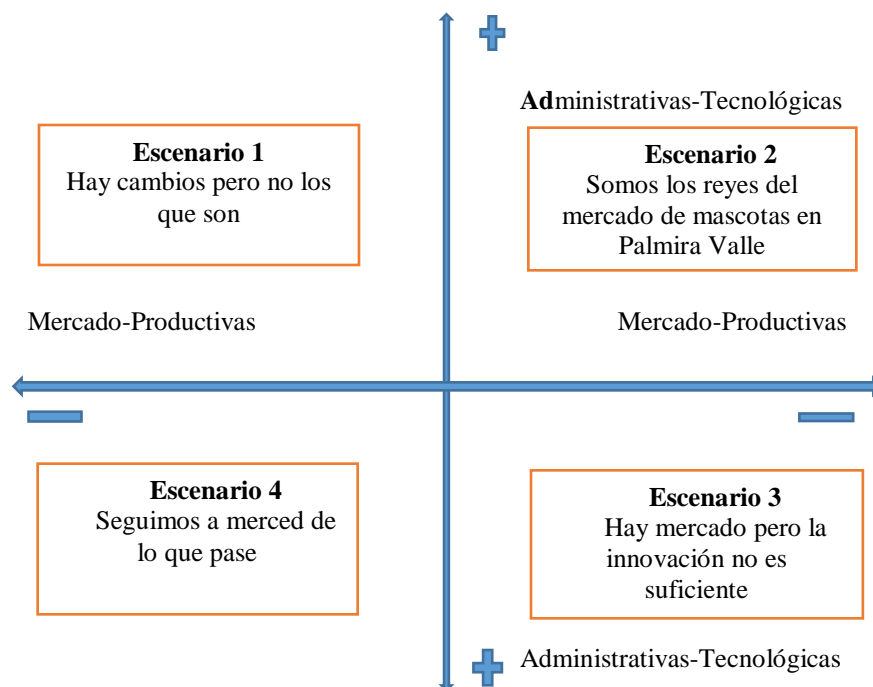 Administrativas-Tecnológicas
Escenario 1
Hay cambios pero no los
que son
Escenario 2
Somos los reyes del
mercado de mascotas en
Palmira Valle
Mercado-Productivas
Mercado-Productivas
Escenario 4
Seguimos a merced de
lo que pase
Escenario 3
Hay mercado pero la
innovación no es
suficiente
Administrativas-Tecnológicas